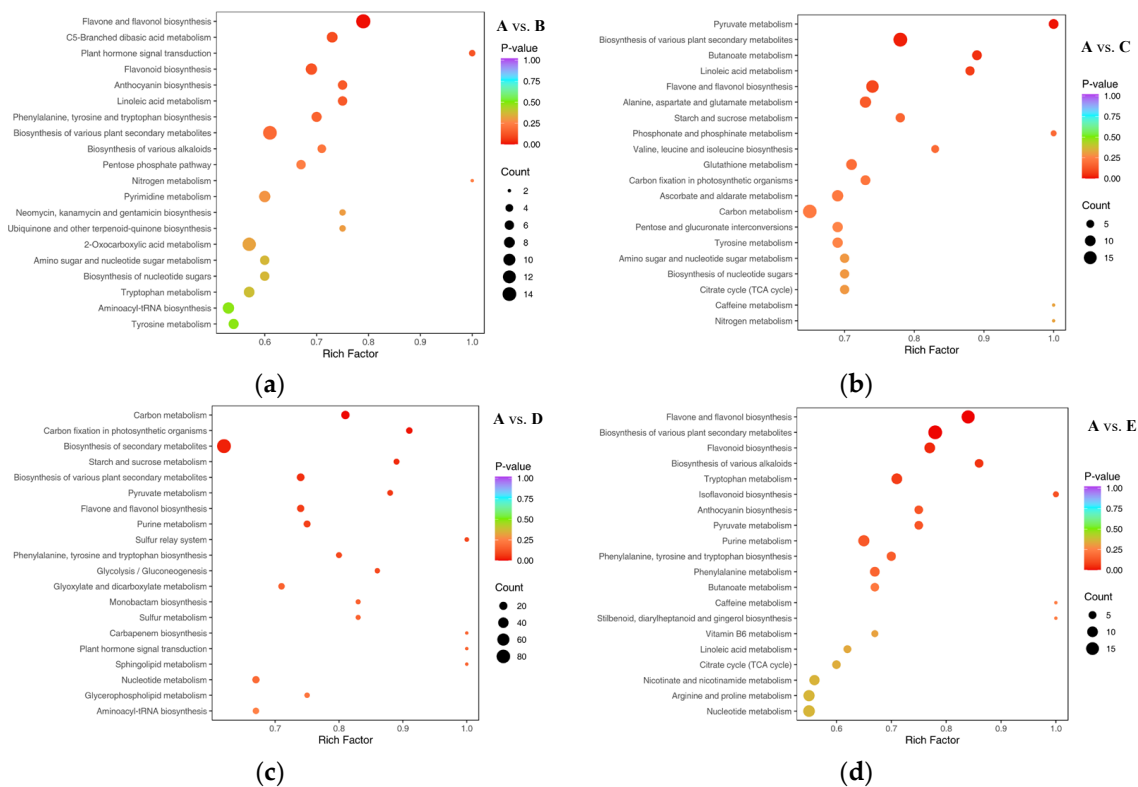 A vs. B
Flavone and flavonol biosynthesis
C5-Branched dibasic acid metabolism
Plant hormone signal transduction
Flavonoid biosynthesis
Anthocyanin biosynthesis
Linoleic acid metabolism
Phenylalanine, tyrosine and tryptophan biosynthesis
Biosynthesis of various plant secondary metabolites
Biosynthesis of various alkaloids
Pentose phosphate pathway
Nitrogen metabolism
Pyrimidine metabolism
Neomycin, kanamycin and gentamicin biosynthesis
Ubiquinone and other terpenoid-quinone biosynthesis
2-Oxocarboxylic acid metabolism
Amino sugar and nucleotide sugar metabolism
Biosynthesis of nucleotide sugars
Tryptophan metabolism
Aminoacyl-tRNA biosynthesis
Tyrosine metabolism
0.6 0.7 0.8 0.9 1.0
Rich Factor
P-value
1.00
0.75
0.50
0.25
0.00
Count
2
4
6
8
10
12
14
(a)
A vs. C
Pyruvate metabolism
Biosynthesis of various plant secondary metabolites
Butanoate metabolism
Linoleic acid metabolism
Flavone and flavonol biosynthesis
Alanine, aspartate and glutamate metabolism
Starch and sucrose metabolism
Phosphonate and phosphinate metabolism
Valine, leucine and isoleucine biosynthesis
Glutathione metabolism
Carbon fixation in photosynthetic organisms
Ascorbate and aldarate metabolism
Carbon metabolism
Pentose and glucuronate interconversions
Tyrosine metabolism
Amino sugar and nucleotide sugar metabolism
Biosynthesis of nucleotide sugars
Citrate cycle (TCA cycle)
Caffeine metabolism
Nitrogen metabolism
0.7 0.8 0.9 1.0
Rich Factor
P-value
1.00
0.75
0.50
0.25
0.00
Count
5
10
15
(b)
A vs. D
Carbon metabolism
Carbon fixation in photosynthetic organisms
Biosynthesis of secondary metabolites
Starch and sucrose metabolism
Biosynthesis of various plant secondary metabolites
Pyruvate metabolism
Flavone and flavonol biosynthesis
Purine metabolism
Sulfur relay system
Phenylalanine, tyrosine and tryptophan biosynthesis
Glycolysis / Gluconeogenesis
Glyoxylate and dicarboxylate metabolism
Monobactam biosynthesis
Sulfur metabolism
Carbapenem biosynthesis
Plant hormone signal transduction
Sphingolipid metabolism
Nucleotide metabolism
Glycerophospholipid metabolism
Aminoacyl-tRNA biosynthesis
0.7 0.8 0.9 1.0
Rich Factor
P-value
1.00
0.75
0.50
0.25
0.00
Count
20
40
60
80
(c)
A vs. E
Flavone and flavonol biosynthesis
Biosynthesis of various plant secondary metabolites
Flavonoid biosynthesis
Biosynthesis of various alkaloids
Tryptophan metabolism
Isoflavonoid biosynthesis
Anthocyanin biosynthesis
Pyruvate metabolism
Purine metabolism
Phenylalanine, tyrosine and tryptophan biosynthesis
Phenylalanine metabolism
Butanoate metabolism
Caffeine metabolism
Stilbenoid, diarylheptanoid and gingerol biosynthesis
Vitamin B6 metabolism
Linoleic acid metabolism
Citrate cycle (TCA cycle)
Nicotinate and nicotinamide metabolism
Arginine and proline metabolism
Nucleotide metabolism
0.6 0.7 0.8 0.9 1.0
Rich Factor
P-value
1.00
0.75
0.50
0.25
0.00
Count
5
10
15
(d)